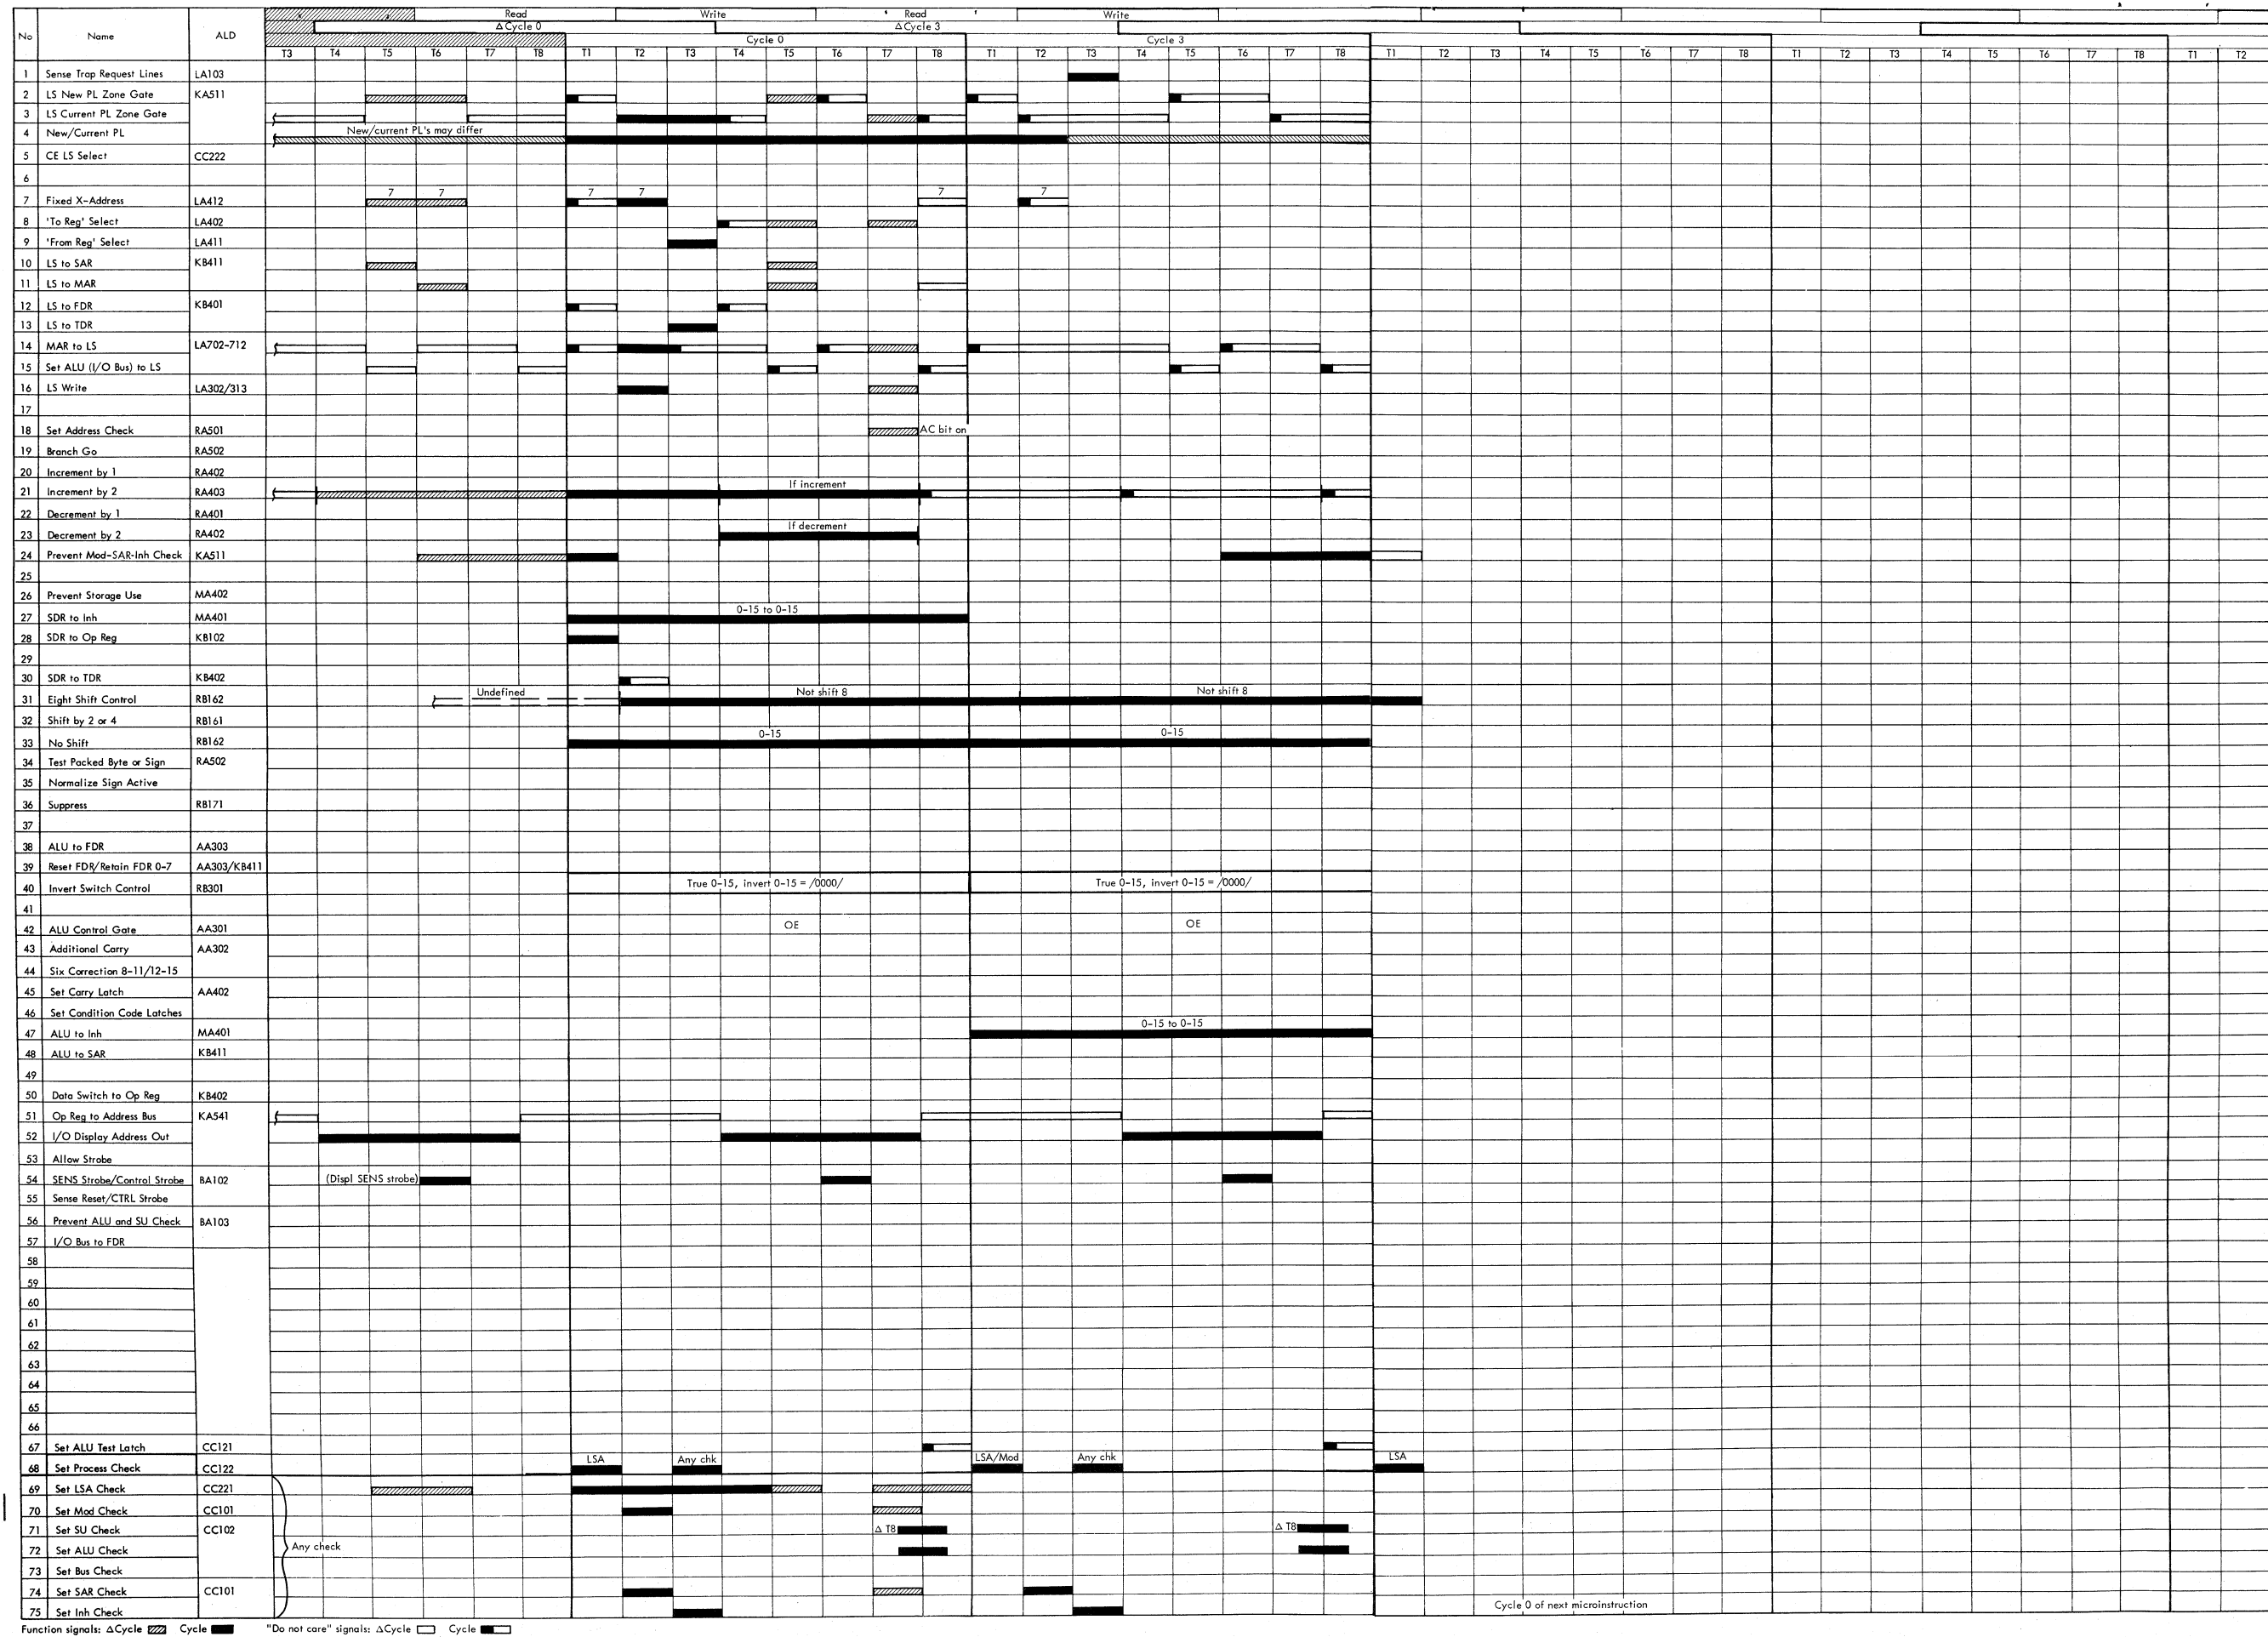 Read Write Read Write
Δ Cycle 0 Δ Cycle 3
No Name ALD Cycle 0 Cycle 3
T3 T4 T5 T6 T7 T8 T1 T2 T3 T4 T5 T6 T7 T8 T1 T2 T3 T4 T5 T6 T7 T8 T1 T2 T3 T4 T5 T6 T7 T8 T1 T2 T3 T4 T5 T6 T7 T8 T1 T2
1 Sense Trap Request Lines LA103
2 LS New PL Zone Gate KA511
3 LS Current PL Zone Gate
4 New/Current PL New/current PL's may differ
5 CE LS Select CC222
6
7 Fixed X-Address LA412 7 7 7 7 7 7
8 'To Reg' Select LA402
9 'From Reg' Select LA411
10 LS to SAR KB411
11 LS to MAR
12 LS to FDR KB401
13 LS to TDR
14 MAR to LS LA702-712
15 Set ALU (I/O Bus) to LS
16 LS Write LA302/313
17
18 Set Address Check RA501 AC bit on
19 Branch Go RA502
20 Increment by 1 RA402
21 Increment by 2 RA403 If increment
22 Decrement by 1 RA401
23 Decrement by 2 RA402 If decrement
24 Prevent Mod-SAR-Inh Check KA511
25
26 Prevent Storage Use MA402
27 SDR to Inh MA401 0-15 to 0-15
28 SDR to Op Reg KB102
29
30 SDR to TDR KB402
31 Eight Shift Control RB162 Undefined Not shift 8 Not shift 8
32 Shift by 2 or 4 RB161
33 No Shift RB162 0-15 0-15
34 Test Packed Byte or Sign RA502
35 Normalize Sign Active
36 Suppress RB171
37
38 ALU to FDR AA303
39 Reset FDR/Retain FDR 0-7 AA303/KB411
40 Invert Switch Control RB301 True 0-15, invert 0-15 = /0000/ True 0-15, invert 0-15 = /0000/
41
42 ALU Control Gate AA301 OE OE
43 Additional Carry AA302
44 Six Correction 8-11/12-15
45 Set Carry Latch AA402
46 Set Condition Code Latches
47 ALU to Inh MA401 0-15 to 0-15
48 ALU to SAR KB411
49
50 Data Switch to Op Reg KB402
51 Op Reg to Address Bus KA541
52 I/O Display Address Out
53 Allow Strobe
54 SENS Strobe/Control Strobe BA102 (Displ SENS strobe)
55 Sense Reset/CTRL Strobe
56 Prevent ALU and SU Check BA103
57 I/O Bus to FDR
58
59
60
61
62
63
64
65
66
67 Set ALU Test Latch CC121
68 Set Process Check CC122 LSA Any chk LSA/Mod Any chk LSA
69 Set LSA Check CC221
70 Set Mod Check CC101
71 Set SU Check CC102 Δ T8 Δ T8
72 Set ALU Check Any check
73 Set Bus Check
74 Set SAR Check CC101
75 Set Inh Check Cycle 0 of next microinstruction
Function signals: ΔCycle Cycle "Do not care" signals: ΔCycle Cycle